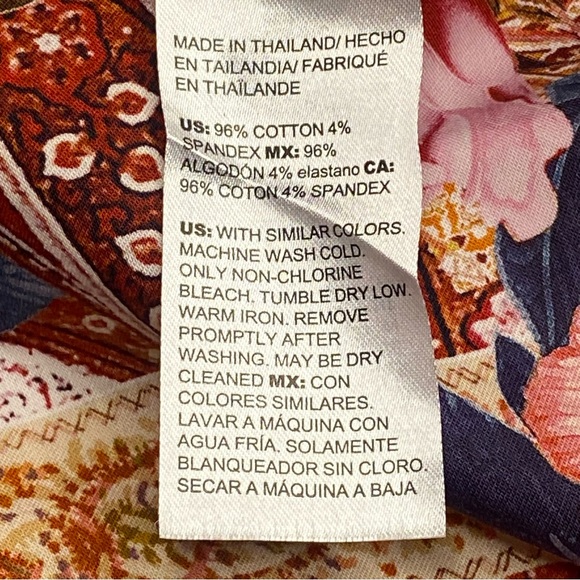 MADE IN THAILAND/ HECHO
EN TAILANDIA/ FABRIQUÉ
EN THAÏLANDE
US: 96% COTTON 4%
SPANDEX MX: 96%
ALGODÓN 4% elastano CA:
96% COTON 4% SPANDEX
US: WITH SIMILAR COLORS.
MACHINE WASH COLD.
ONLY NON-CHLORINE
BLEACH. TUMBLE DRY LOW.
WARM IRON. REMOVE
PROMPTLY AFTER
WASHING. MAY BE DRY
CLEANED MX: CON
COLORES SIMILARES.
LAVAR A MÁQUINA CON
AGUA FRÍA. SOLAMENTE
BLANQUEADOR SIN CLORO.
SECAR A MÁQUINA A BAJA